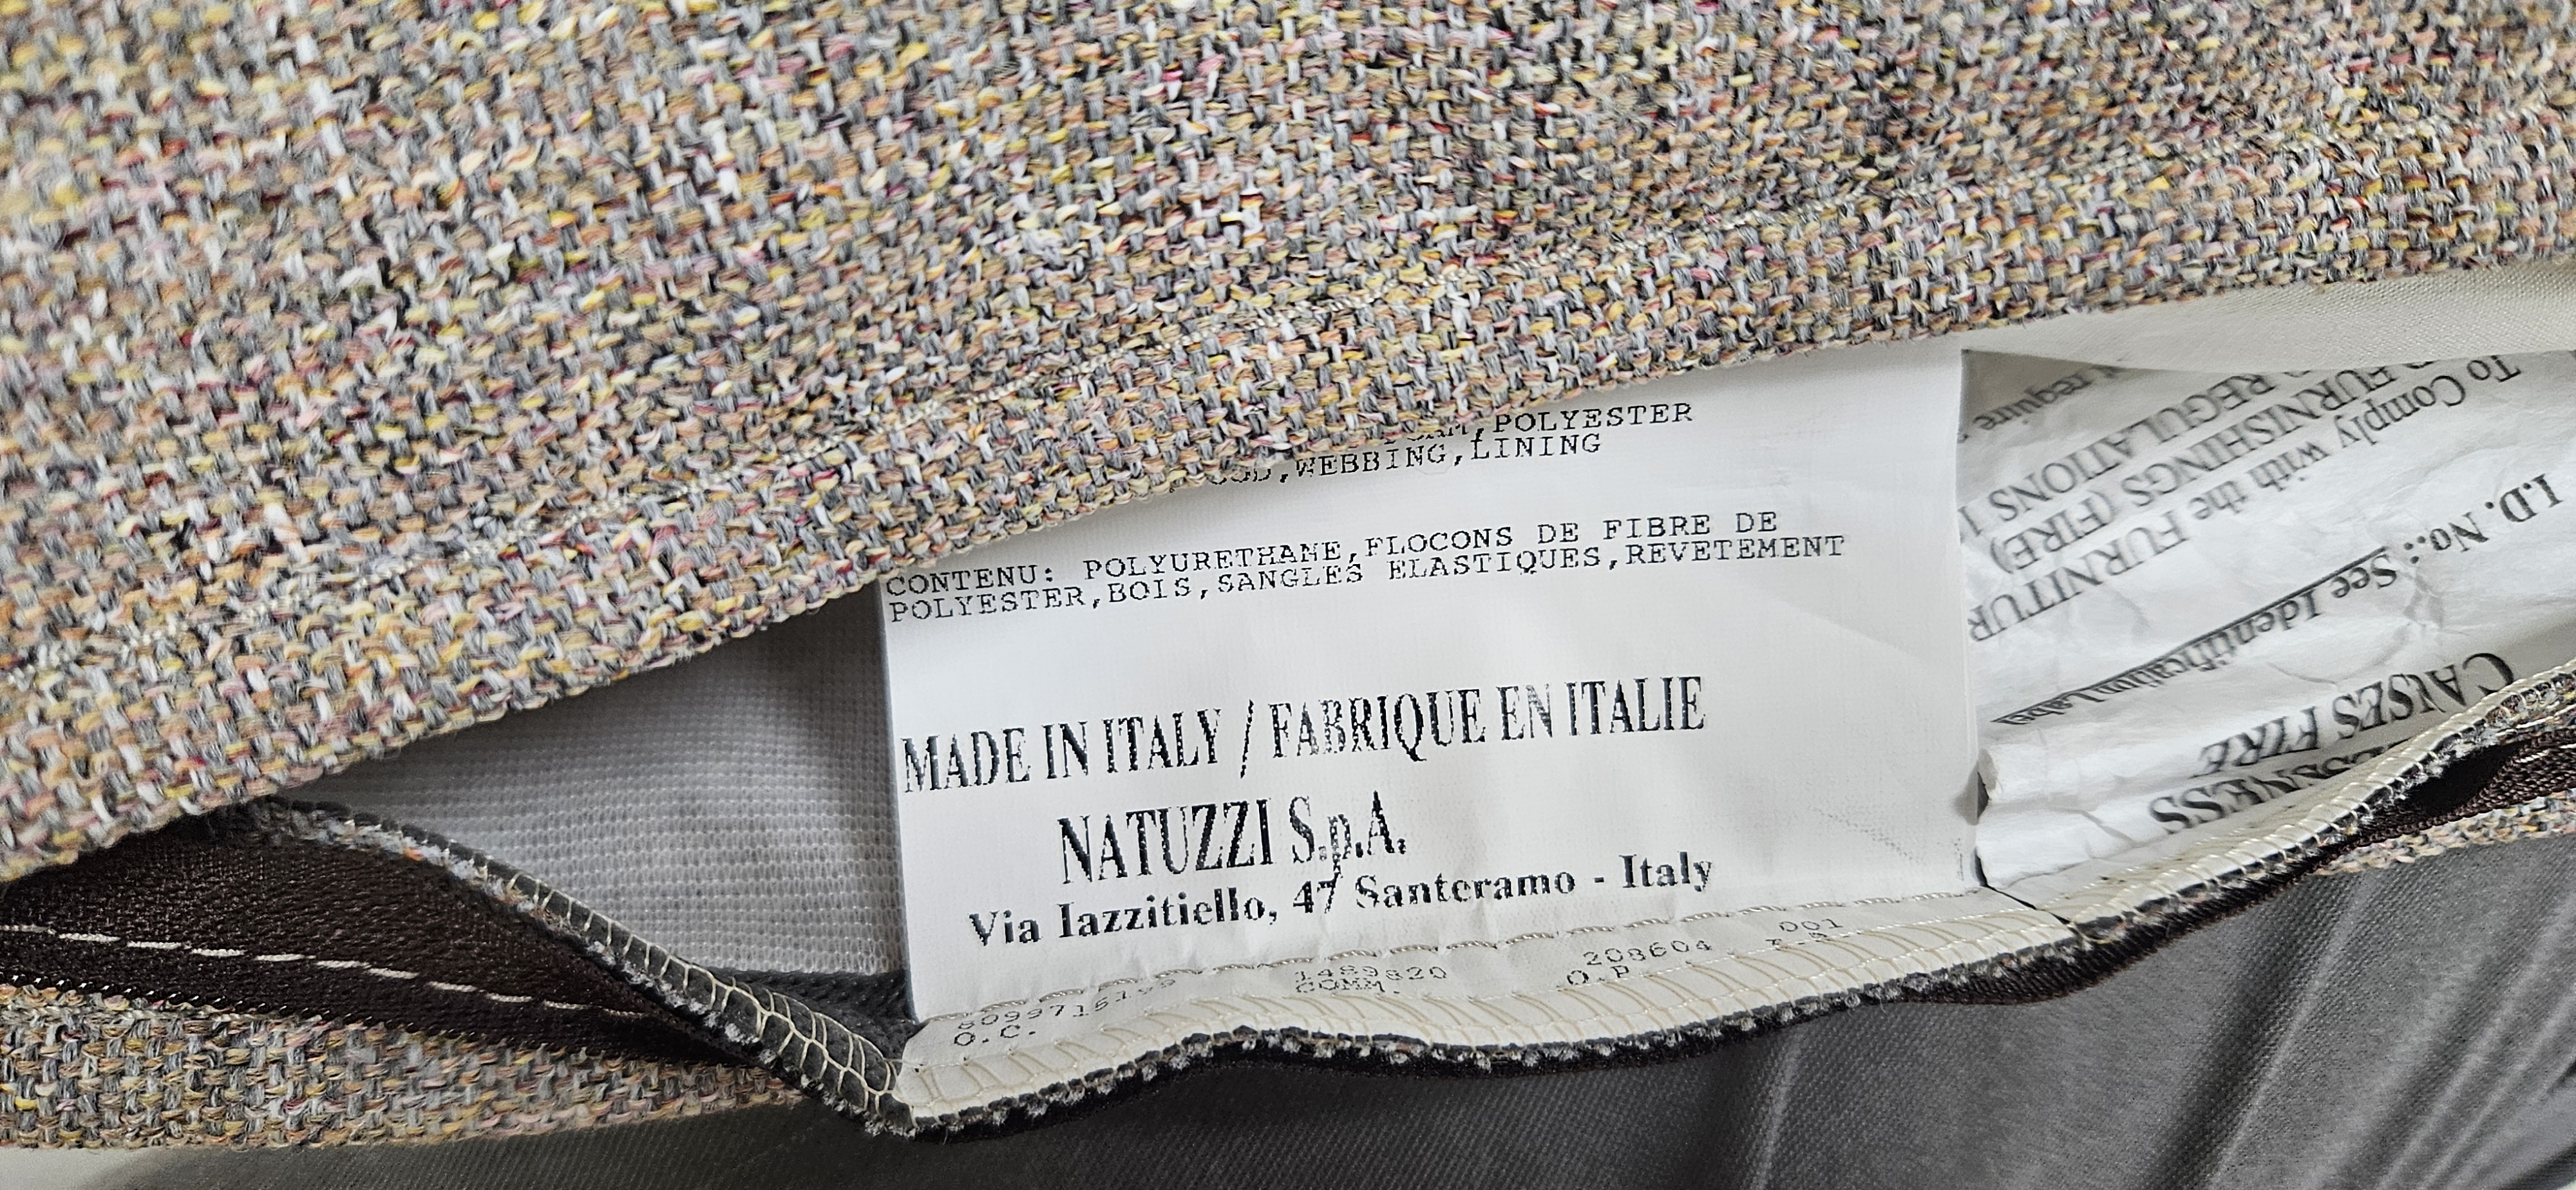 ,POLYESTER
,WEBBING,LINING
CONTENU: POLYURETHANE,FLOCONS DE FIBRE DE
POLYESTER,BOIS,SANGLES ELASTIQUES,REVETEMENT
MADE IN ITALY / FABRIQUE EN ITALIE
NATUZZI S.p.A.
Via Iazzitiello, 47 Santeramo - Italy
208604 001
O.C. COMM. O.P.
CAUSES FIRE
I.D. No.: See Identification Label
To Comply with the FURNITUR
FURNISHINGS (FIRE)
REGULATIONS
require